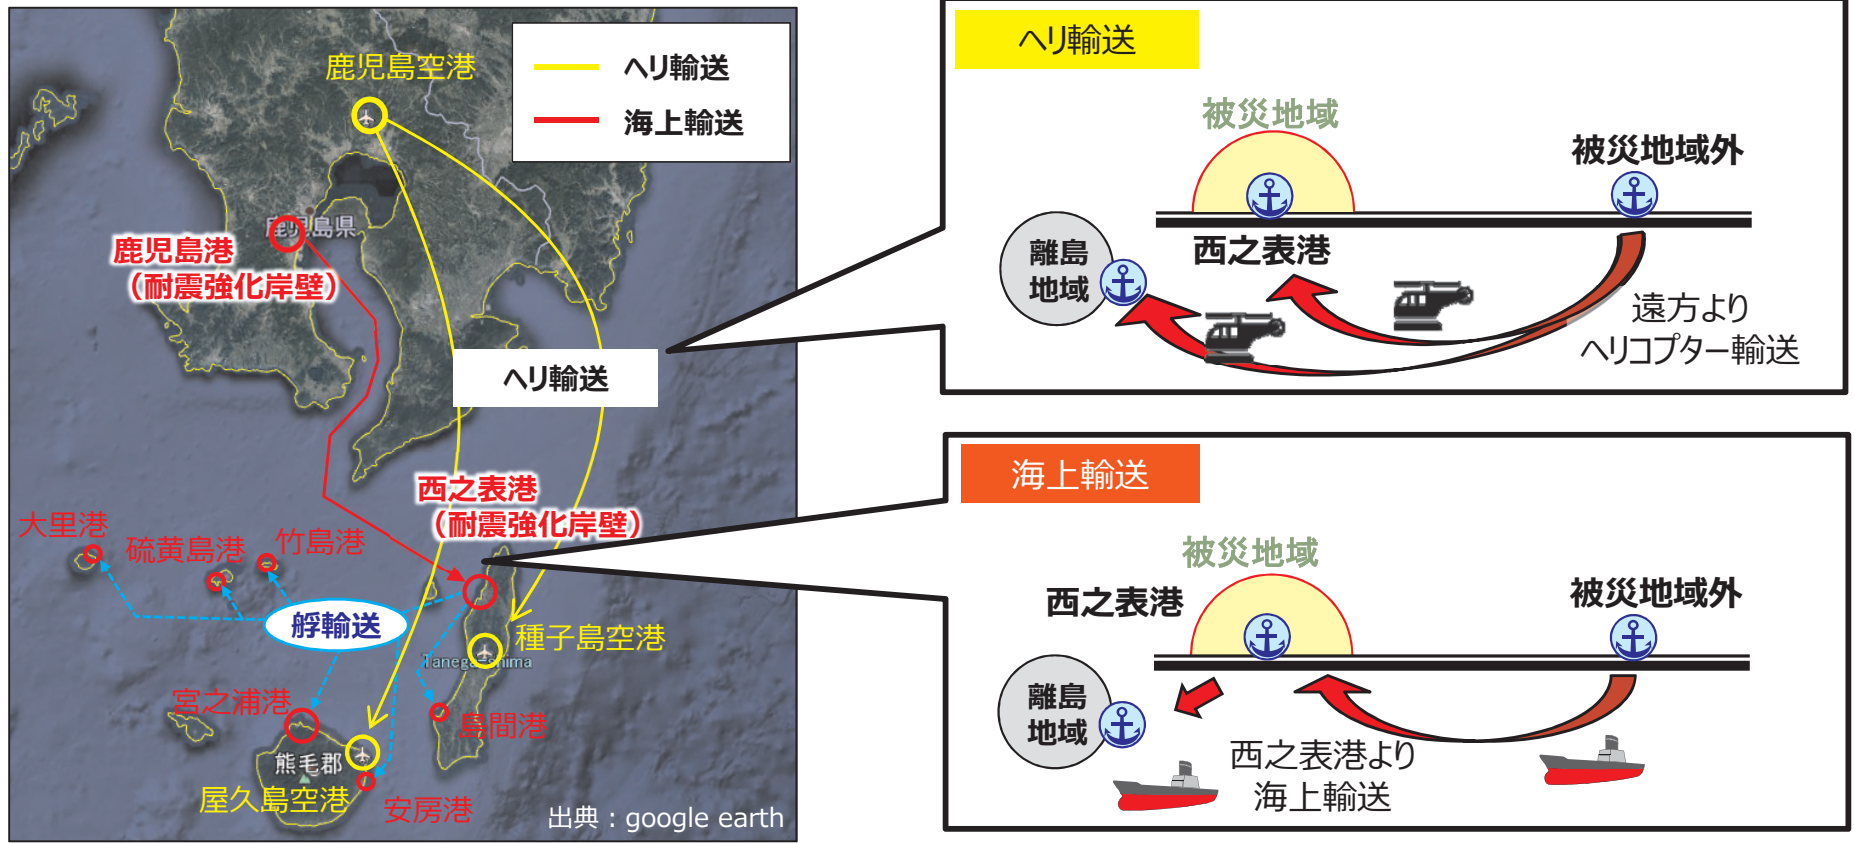 鹿児島空港
ヘリ輸送
海上輸送
鹿児島県
鹿児島港
（耐震強化岸壁）
ヘリ輸送
西之表港
（耐震強化岸壁）
大里港
硫黄島港
竹島港
艀輸送
種子島空港
Tanega-shima
宮之浦港
島間港
熊毛郡
屋久島空港
安房港
出典：google earth
ヘリ輸送
被災地域
被災地域外
離島
地域
西之表港
遠方より
ヘリコプター輸送
海上輸送
被災地域
西之表港
被災地域外
離島
地域
西之表港より
海上輸送